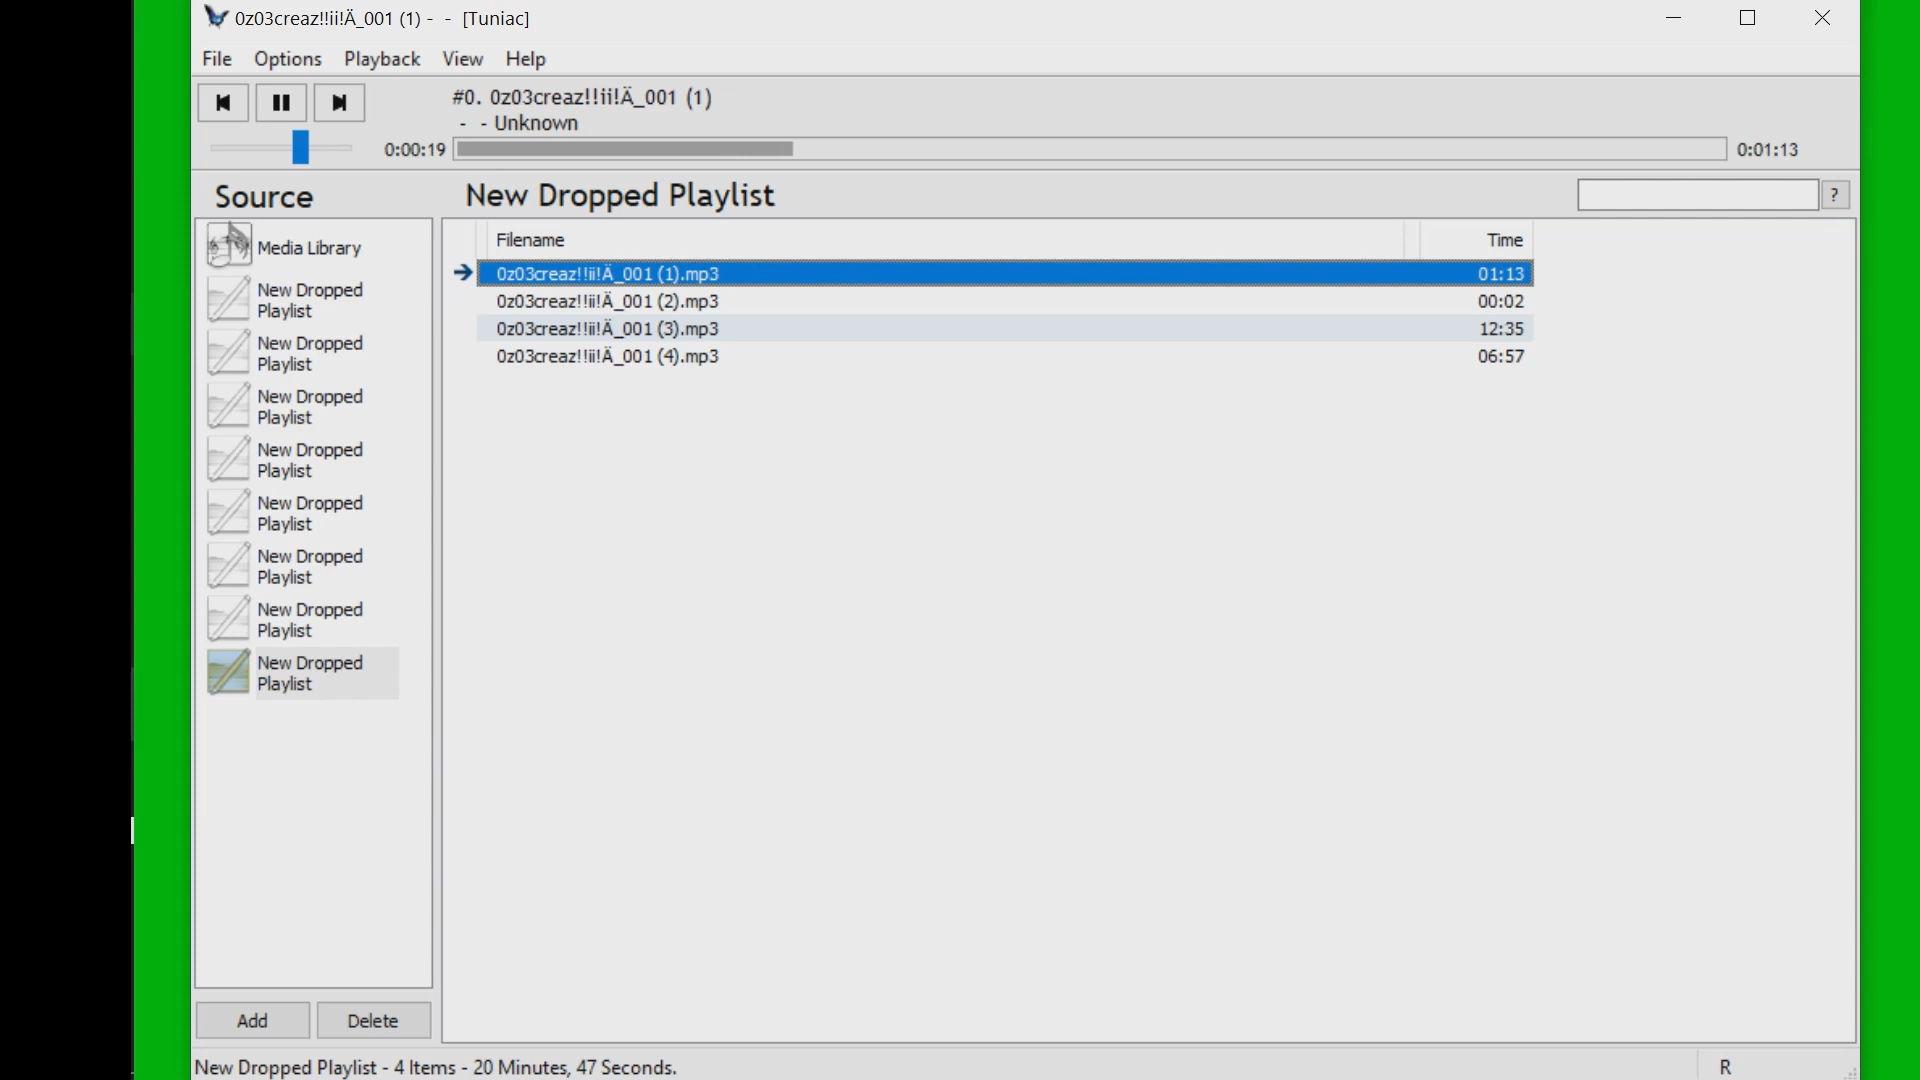 0z03creaz!!ii!Ä_001 (1) -  -  [Tuniac]
File Options Playback View Help
#0. 0z03creaz!!ii!Ä_001 (1)
-  - Unknown
0:00:19
0:01:13
Source
New Dropped Playlist
?
Media Library
New Dropped
Playlist
New Dropped
Playlist
New Dropped
Playlist
New Dropped
Playlist
New Dropped
Playlist
New Dropped
Playlist
New Dropped
Playlist
New Dropped
Playlist
Filename Time
0z03creaz!!ii!Ä_001 (1).mp3 01:13
0z03creaz!!ii!Ä_001 (2).mp3 00:02
0z03creaz!!ii!Ä_001 (3).mp3 12:35
0z03creaz!!ii!Ä_001 (4).mp3 06:57
Add Delete
New Dropped Playlist - 4 Items - 20 Minutes, 47 Seconds.
R